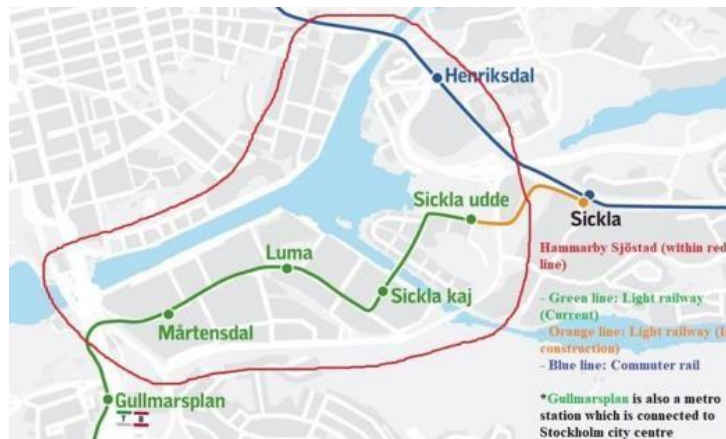 Henriksdal
Sickla udde
Sickla
Luma
Sickla kaj
Mårtensdal
Gullmarsplan
T
Hammarby Sjöstad (within red
line)
- Green line: Light railway
(Current)
- Orange line: Light railway (I
construction)
- Blue line: Commuter rail
*Gullmarsplan is also a metro
station which is connected to
Stockholm city centre